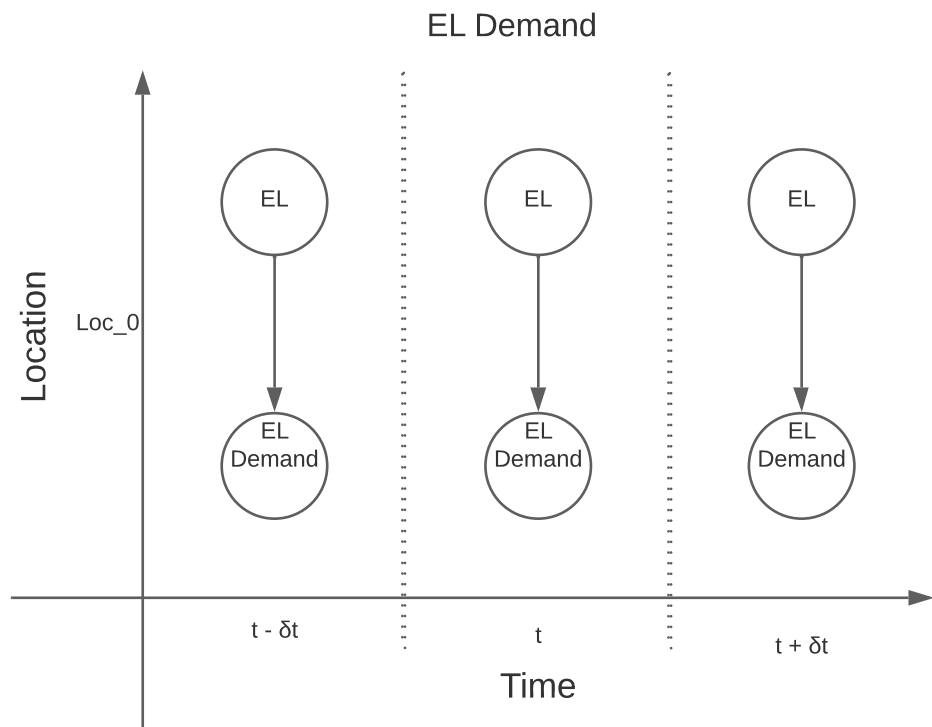 EL Demand
EL
EL
EL
Location
Loc_0
EL
Demand
EL
Demand
EL
Demand
t - δt
t
t + δt
Time